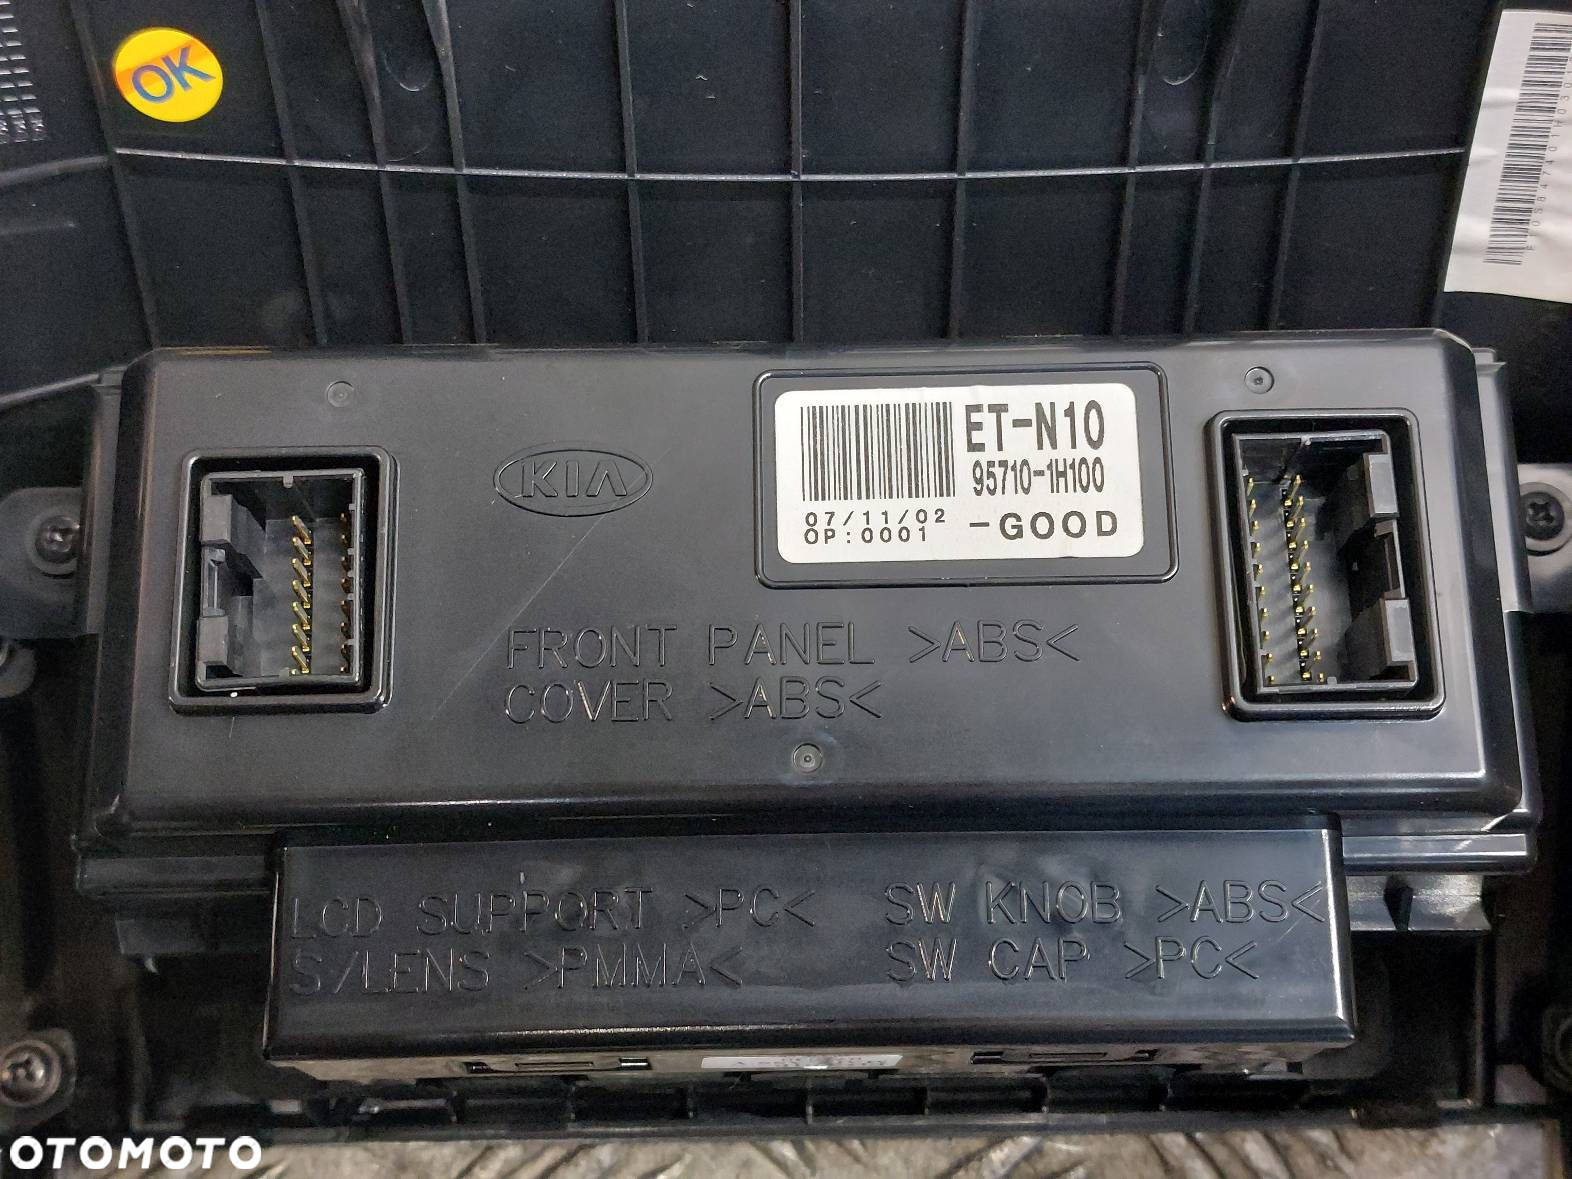 OK
KIA
ET-N10
95710-1H100
07/11/02
OP:0001
-GOOD
FRONT PANEL >ABS<
COVER >ABS<
LCD SUPPORT >PC<
S/LENS >PMMA<
SW KNOB >ABS<
SW CAP >PC<
OTOMOTO